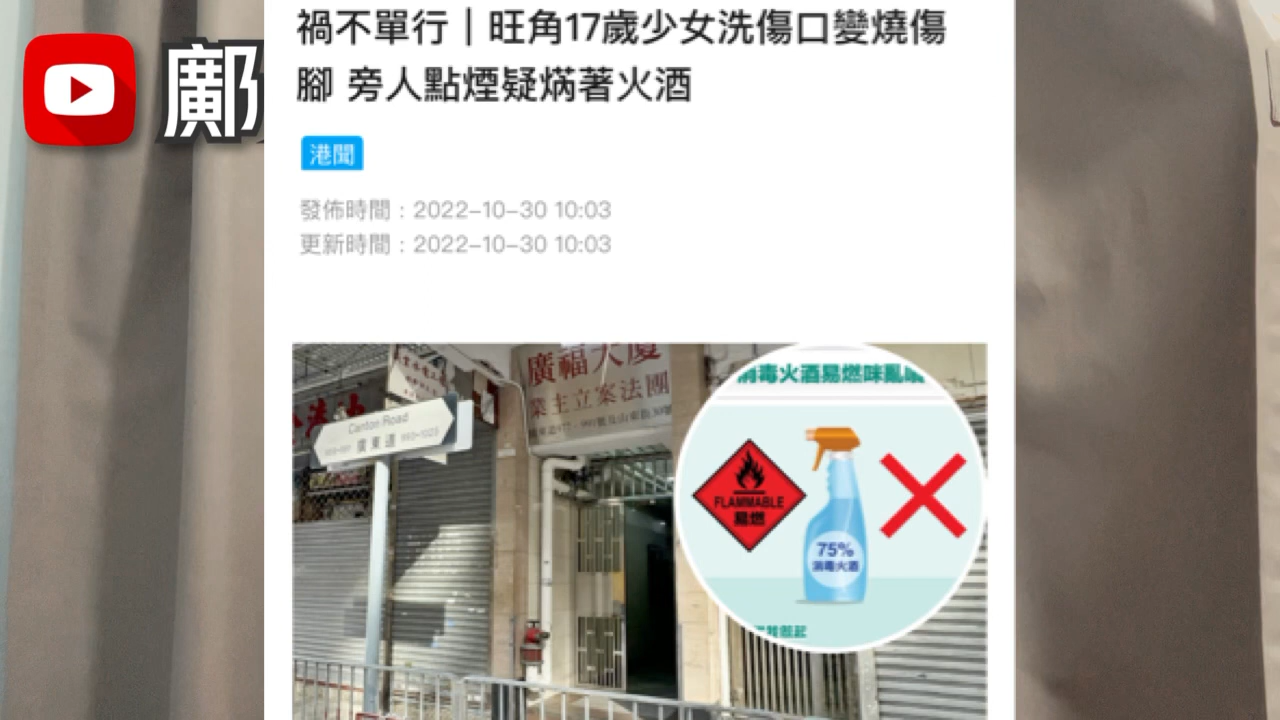 禍不單行｜旺角17歲少女洗傷口變燒傷
腳 旁人點煙疑焫著火酒
鄺
港聞
發佈時間：2022-10-30 10:03
更新時間：2022-10-30 10:03
廣福大廈
業主立案法團
Canton Road
廣東道
消毒火酒易燃咪亂噴
FLAMMABLE
易燃
75%
消毒火酒